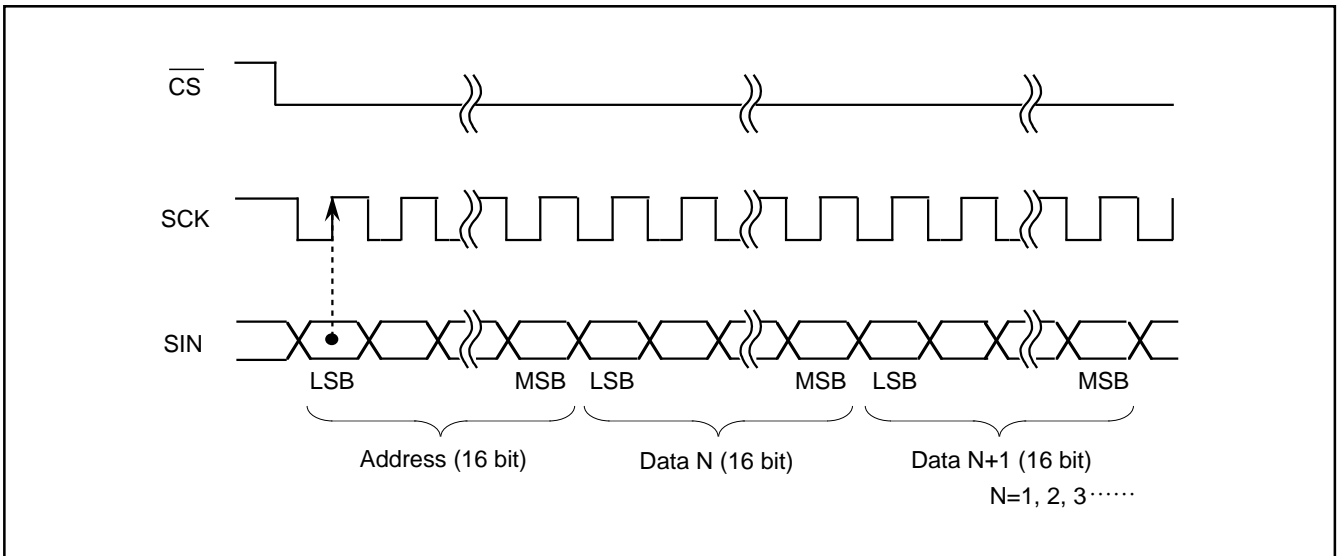 CS
SCK
SIN
LSB MSB LSB MSB LSB MSB
Address (16 bit) Data N (16 bit) Data N+1 (16 bit)
N=1, 2, 3⋯⋯